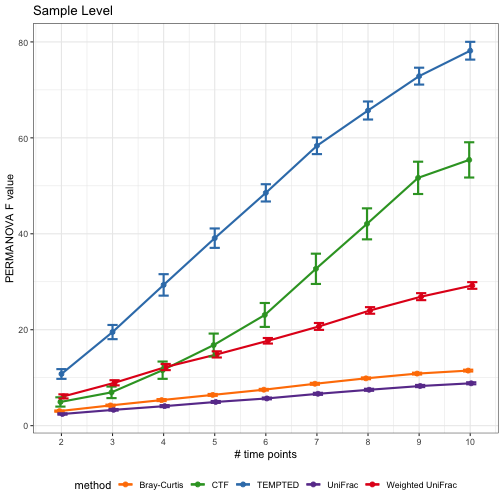 Sample Level
PERMANOVA F value
80
60
40
20
0
2 3 4 5 6 7 8 9 10
# time points
method Bray-Curtis CTF TEMPTED UniFrac Weighted UniFrac